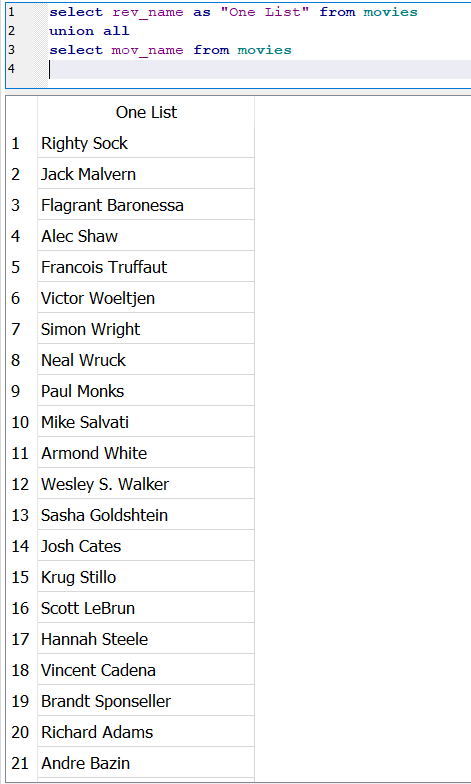 1 select rev_name as "One List" from movies
2 union all
3 select mov_name from movies
4
One List
1 Righty Sock
2 Jack Malvern
3 Flagrant Baronessa
4 Alec Shaw
5 Francois Truffaut
6 Victor Woeltjen
7 Simon Wright
8 Neal Wruck
9 Paul Monks
10 Mike Salvati
11 Armond White
12 Wesley S. Walker
13 Sasha Goldshtein
14 Josh Cates
15 Krug Stillo
16 Scott LeBrun
17 Hannah Steele
18 Vincent Cadena
19 Brandt Sponseller
20 Richard Adams
21 Andre Bazin